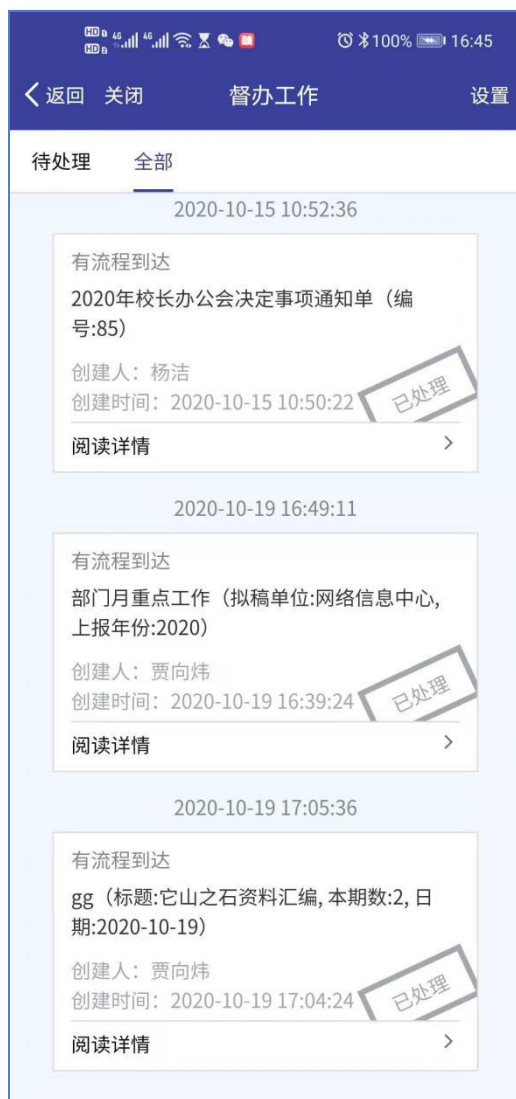 HD 46 46 100% 16:45
返回 关闭 督办工作 设置
待处理 全部
2020-10-15 10:52:36
有流程到达
2020年校长办公会决定事项通知单（编
号:85）
创建人：杨洁
创建时间：2020-10-15 10:50:22
已处理
阅读详情
2020-10-19 16:49:11
有流程到达
部门月重点工作（拟稿单位:网络信息中心,
上报年份:2020）
创建人：贾向炜
创建时间：2020-10-19 16:39:24
已处理
阅读详情
2020-10-19 17:05:36
有流程到达
gg（标题:它山之石资料汇编, 本期数:2, 日
期:2020-10-19）
创建人：贾向炜
创建时间：2020-10-19 17:04:24
已处理
阅读详情